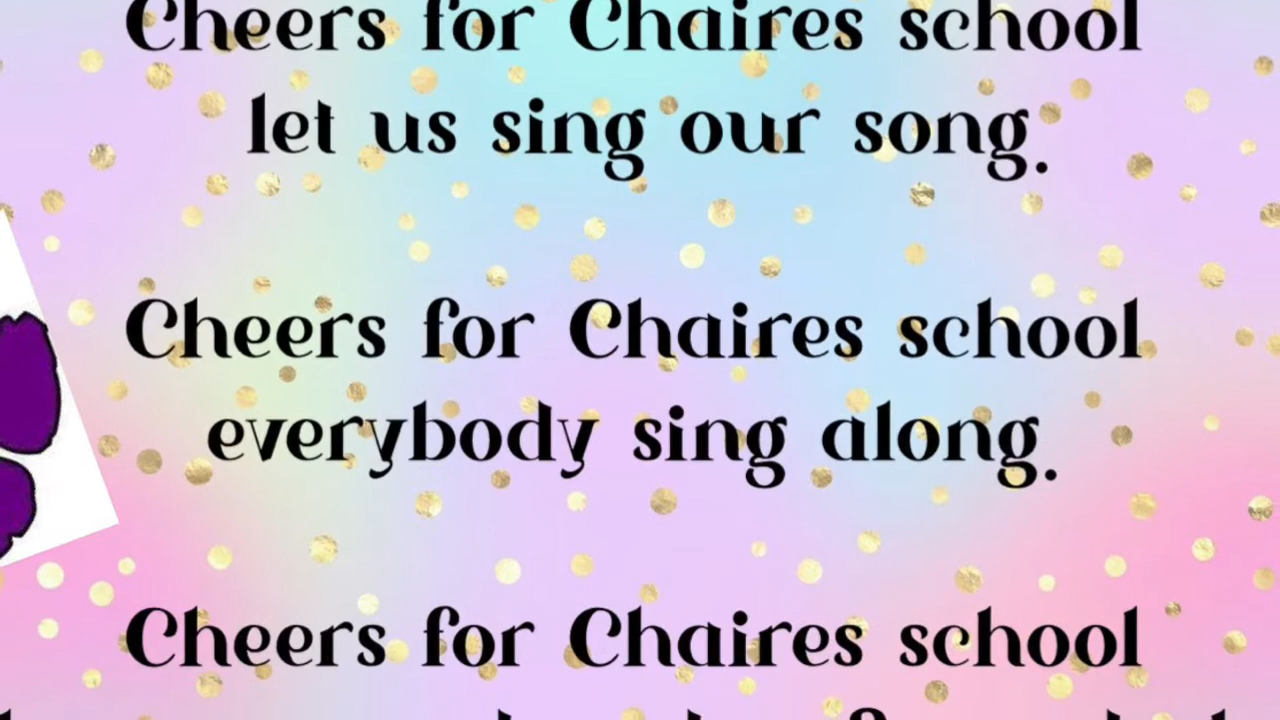 Cheers for Chaires school
let us sing our song.
Cheers for Chaires school
everybody sing along.
Cheers for Chaires school